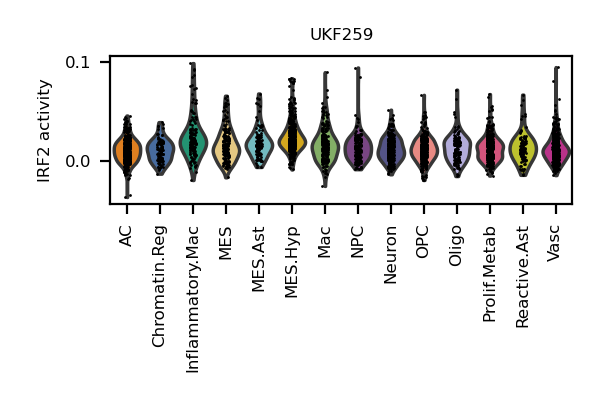 UKF259
IRF2 activity
0.1
0.0
AC
Chromatin.Reg
Inflammatory.Mac
MES
MES.Ast
MES.Hyp
Mac
NPC
Neuron
OPC
Oligo
Prolif.Metab
Reactive.Ast
Vasc